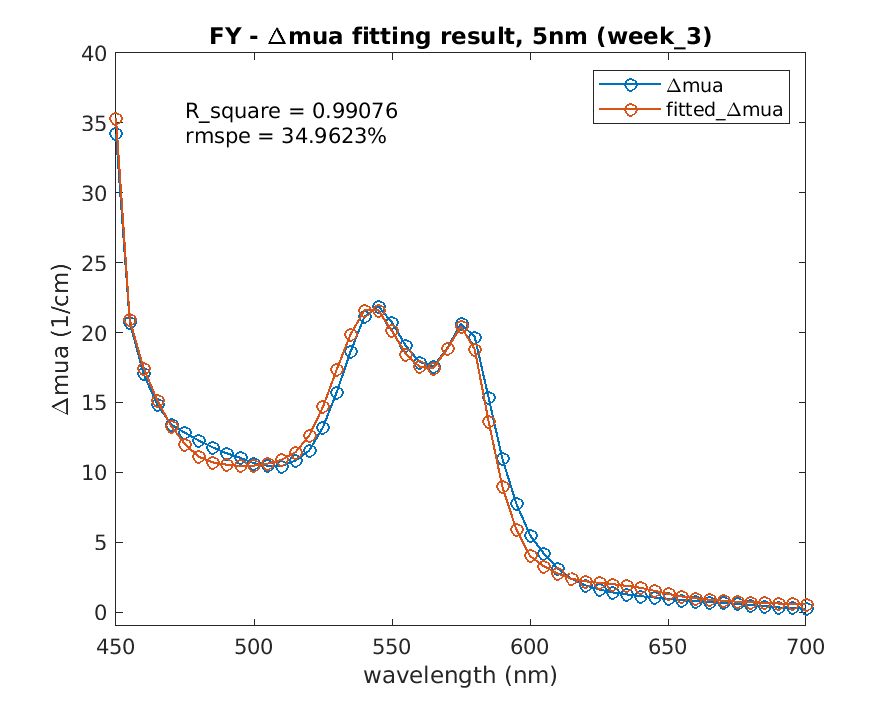 FY - Δmua fitting result, 5nm (week_3)
R_square = 0.99076
rmspe = 34.9623%
Δmua
fitted_Δmua
Δmua (1/cm)
40
35
30
25
20
15
10
5
0
450
500
550
600
650
700
wavelength (nm)